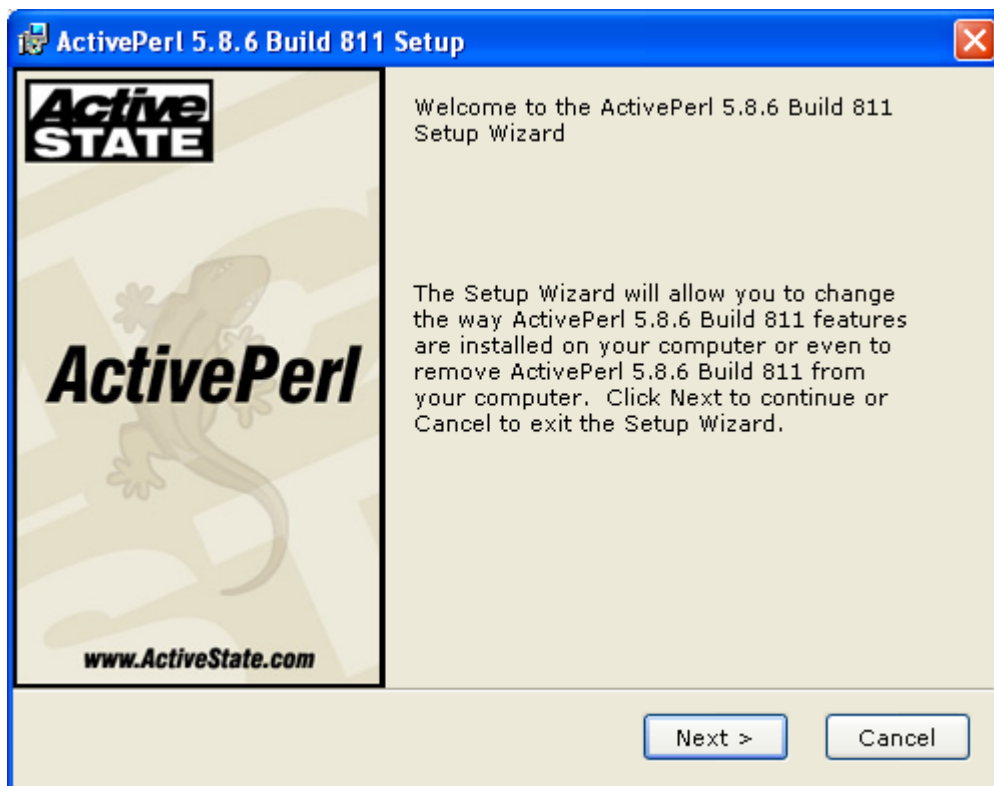 ActivePerl 5.8.6 Build 811 Setup
Active
STATE
ActivePerl
www.ActiveState.com
Welcome to the ActivePerl 5.8.6 Build 811
Setup Wizard
The Setup Wizard will allow you to change
the way ActivePerl 5.8.6 Build 811 features
are installed on your computer or even to
remove ActivePerl 5.8.6 Build 811 from
your computer.  Click Next to continue or
Cancel to exit the Setup Wizard.
Next >
Cancel